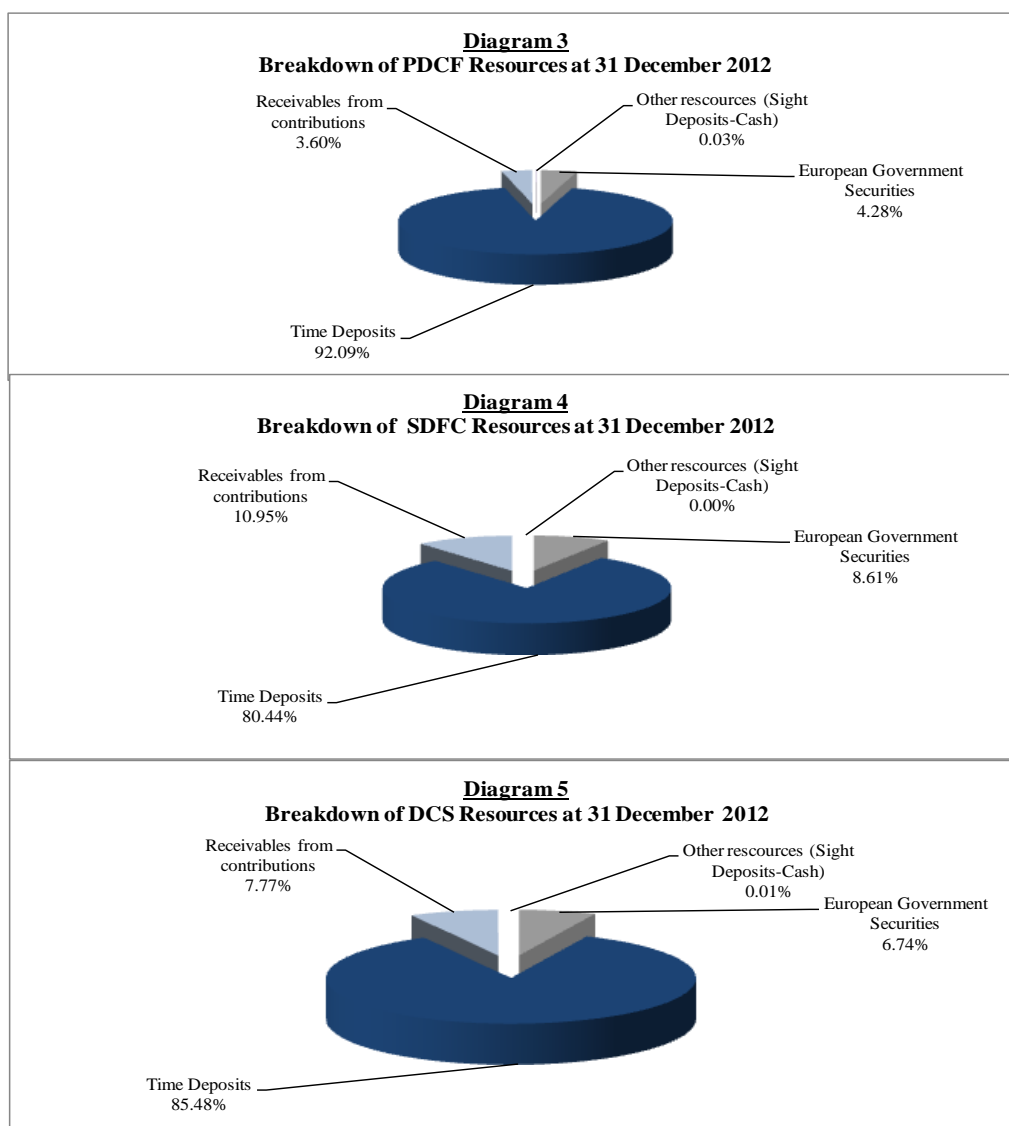 Diagram 3
Breakdown of PDCF Resources at 31 December 2012
Receivables from
contributions
3.60%
Other rescources (Sight
Deposits-Cash)
0.03%
European Government
Securities
4.28%
Time Deposits
92.09%
Diagram 4
Breakdown of SDFC Resources at 31 December 2012
Receivables from
contributions
10.95%
Other rescources (Sight
Deposits-Cash)
0.00%
European Government
Securities
8.61%
Time Deposits
80.44%
Diagram 5
Breakdown of DCS Resources at 31 December 2012
Receivables from
contributions
7.77%
Other rescources (Sight
Deposits-Cash)
0.01%
European Government
Securities
6.74%
Time Deposits
85.48%